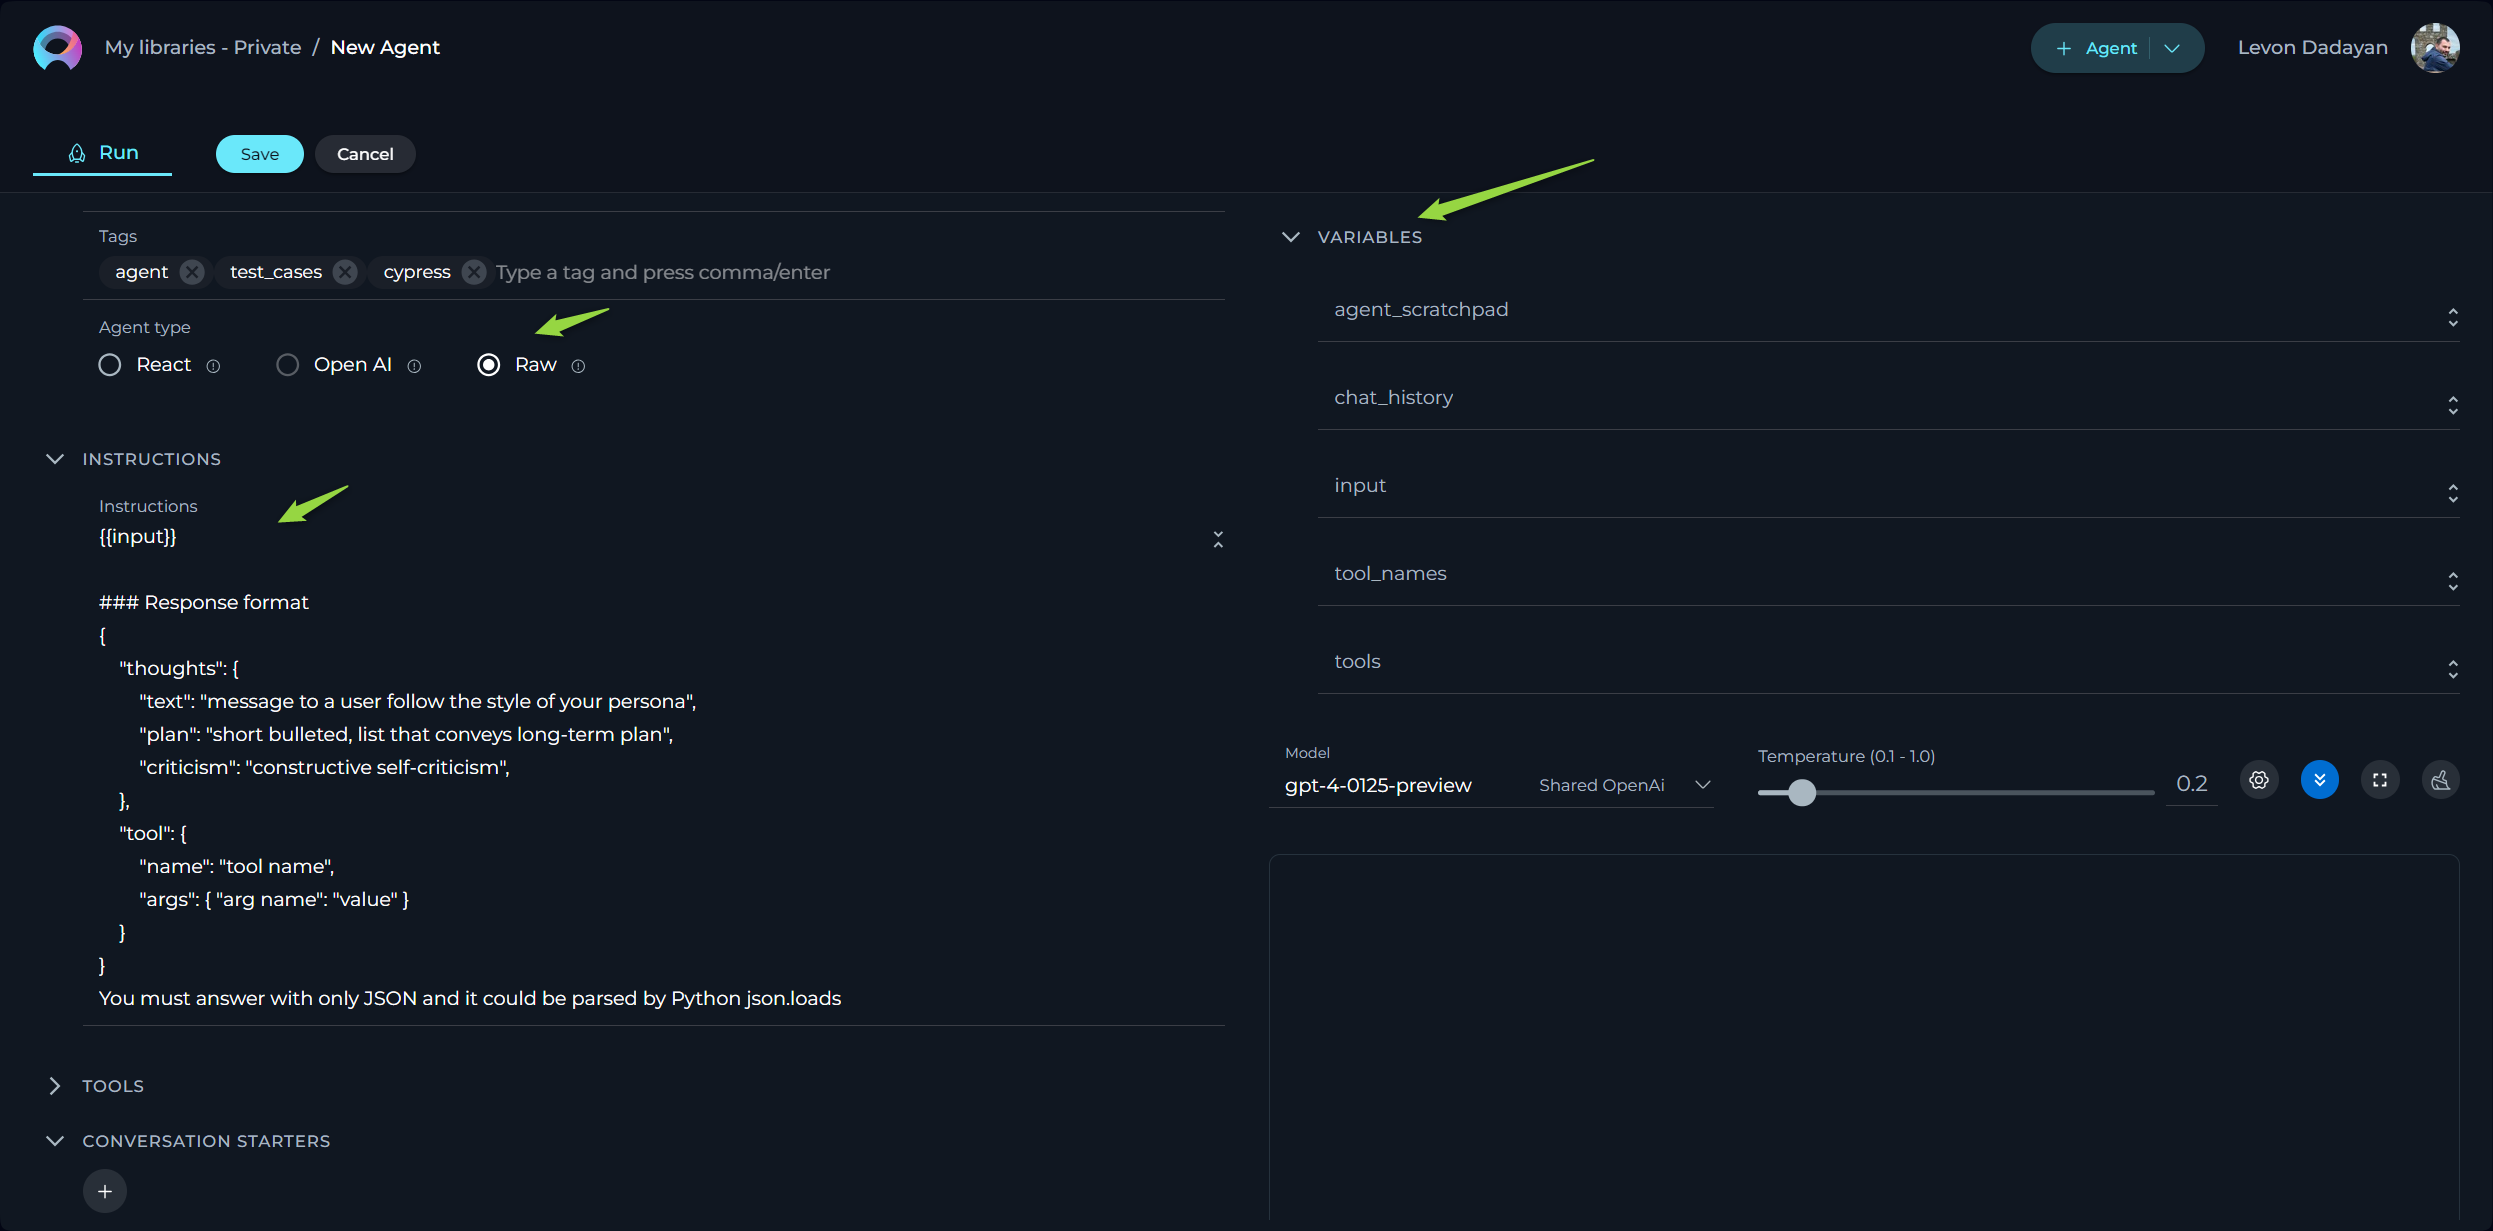 My libraries - Private / New Agent
+ Agent
Levon Dadayan
Run
Save
Cancel
Tags
agent test_cases cypress Type a tag and press comma/enter
Agent type
React Open AI Raw
INSTRUCTIONS
Instructions
{{input}}
### Response format
{
"thoughts": {
"text": "message to a user follow the style of your persona",
"plan": "short bulleted, list that conveys long-term plan",
"criticism": "constructive self-criticism",
},
"tool": {
"name": "tool name",
"args": { "arg name": "value" }
}
}
You must answer with only JSON and it could be parsed by Python json.loads
TOOLS
CONVERSATION STARTERS
+
VARIABLES
agent_scratchpad
chat_history
input
tool_names
tools
Model
gpt-4-0125-preview Shared OpenAi
Temperature (0.1 - 1.0)
0.2